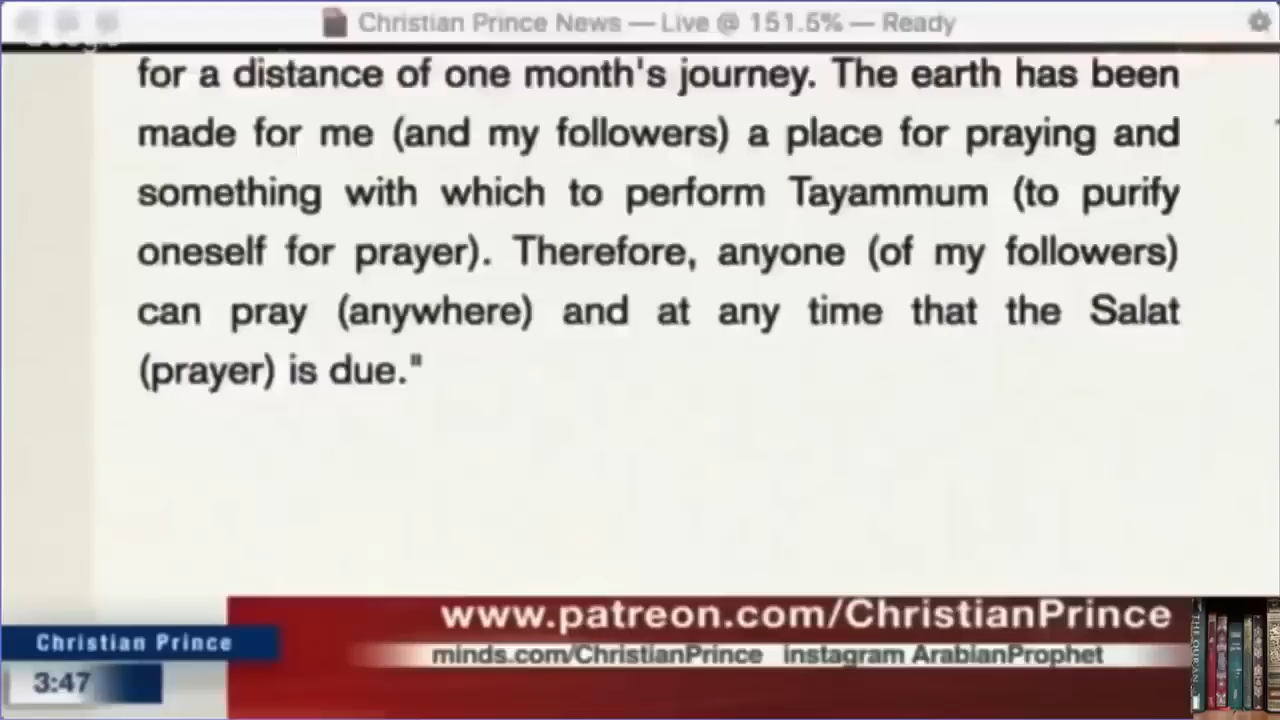 Christian Prince News — Live @ 151.5% — Ready
for a distance of one month's journey. The earth has been
made for me (and my followers) a place for praying and
something with which to perform Tayammum (to purify
oneself for prayer). Therefore, anyone (of my followers)
can pray (anywhere) and at any time that the Salat
(prayer) is due."
www.patreon.com/ChristianPrince
Christian Prince
minds.com/ChristianPrince instagram ArabianProphet
3:47
THE QUR'AN